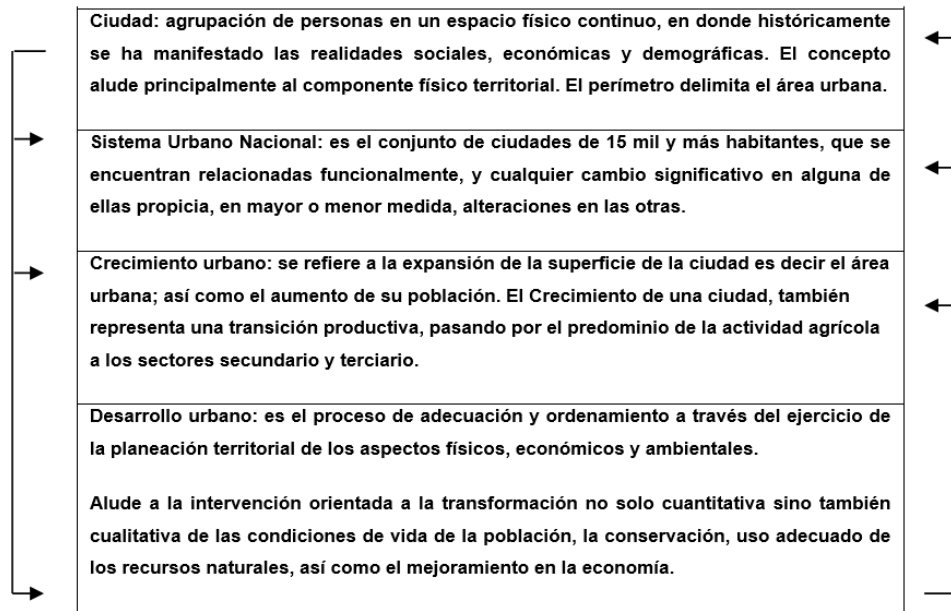 Ciudad: agrupación de personas en un espacio físico continuo, en donde históricamente
se ha manifestado las realidades sociales, económicas y demográficas. El concepto
alude principalmente al componente físico territorial. El perímetro delimita el área urbana.
Sistema Urbano Nacional: es el conjunto de ciudades de 15 mil y más habitantes, que se
encuentran relacionadas funcionalmente, y cualquier cambio significativo en alguna de
ellas propicia, en mayor o menor medida, alteraciones en las otras.
Crecimiento urbano: se refiere a la expansión de la superficie de la ciudad es decir el área
urbana; así como el aumento de su población. El Crecimiento de una ciudad, también
representa una transición productiva, pasando por el predominio de la actividad agrícola
a los sectores secundario y terciario.
Desarrollo urbano: es el proceso de adecuación y ordenamiento a través del ejercicio de
la planeación territorial de los aspectos físicos, económicos y ambientales.
Alude a la intervención orientada a la transformación no solo cuantitativa sino también
cualitativa de las condiciones de vida de la población, la conservación, uso adecuado de
los recursos naturales, así como el mejoramiento en la economía.